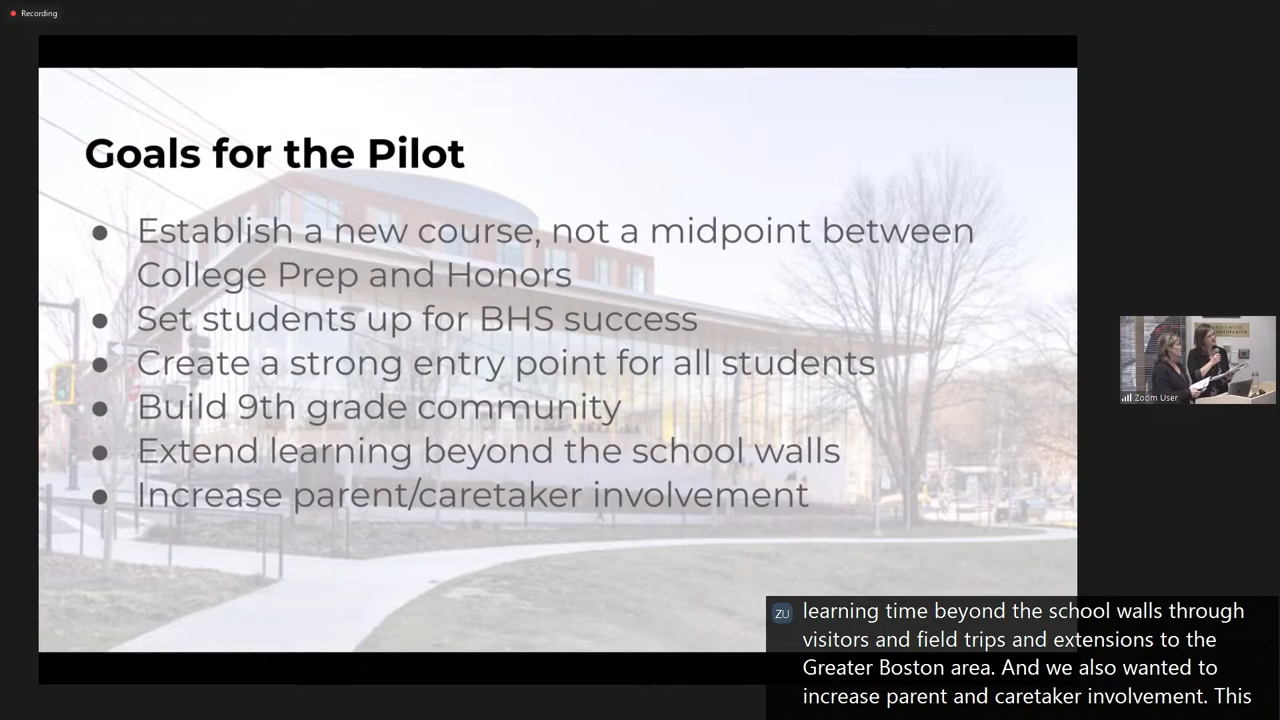 Recording
Goals for the Pilot
● Establish a new course, not a midpoint between
College Prep and Honors
● Set students up for BHS success
● Create a strong entry point for all students
● Build 9th grade community
● Extend learning beyond the school walls
● Increase parent/caretaker involvement
Zoom User
ZU
learning time beyond the school walls through
visitors and field trips and extensions to the
Greater Boston area. And we also wanted to
increase parent and caretaker involvement. This